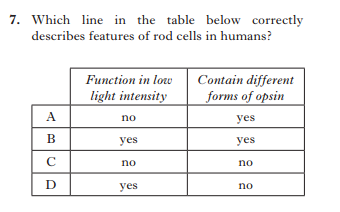 7. Which line in the table below correctly
describes features of rod cells in humans?
Function in low
light intensity
Contain different
forms of opsin
A no yes
B yes yes
C no no
D yes no